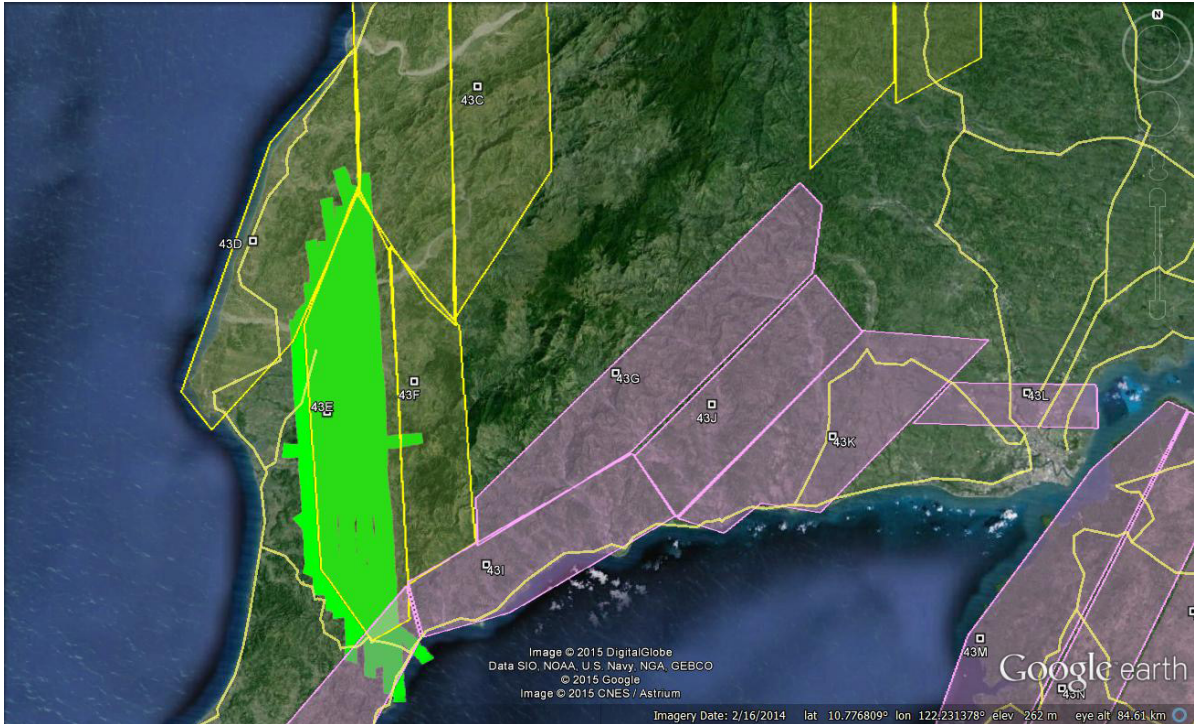 N
43C
43D
43G
43F
43L
43J
43E
43K
43I
43M
43N
Image © 2015 DigitalGlobe
Data SIO, NOAA, U.S. Navy, NGA, GEBCO
© 2015 Google
Image © 2015 CNES / Astrium
Google earth
Imagery Date: 2/16/2014 lat 10.776809° lon 122.231378° elev 262 m eye alt 84.61 km